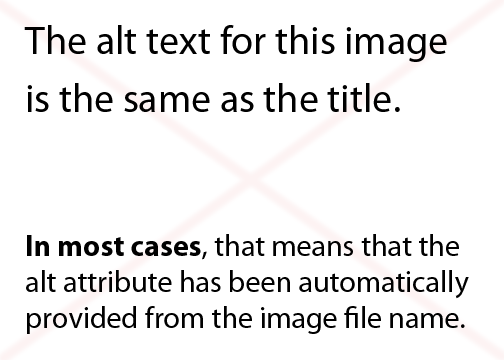 The alt text for this image
is the same as the title.
In most cases, that means that the
alt attribute has been automatically
provided from the image file name.